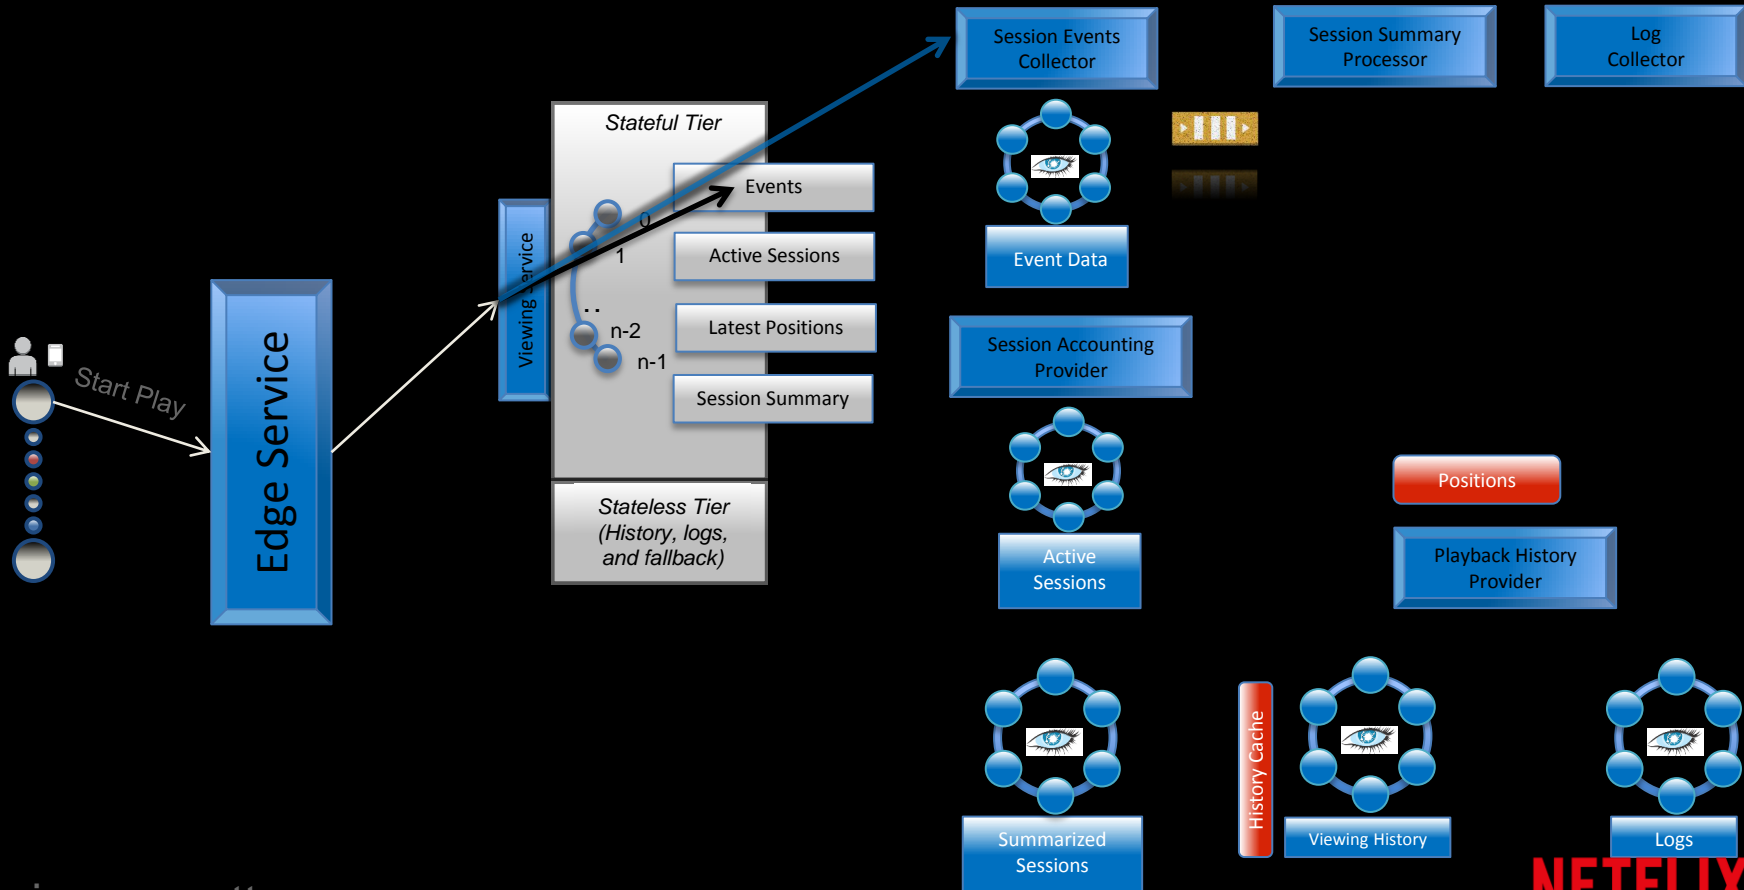 Session Events
Collector
Session Summary
Processor
Log
Collector
Stateful Tier
Events
0
Active Sessions
1
Event Data
Viewing Service
..
Latest Positions
n-2
n-1
Session Accounting
Provider
Start Play
Edge Service
Session Summary
Stateless Tier
(History, logs,
and fallback)
Active
Sessions
Positions
Playback History
Provider
History Cache
Summarized
Sessions
Viewing History
Logs
NETFLIX